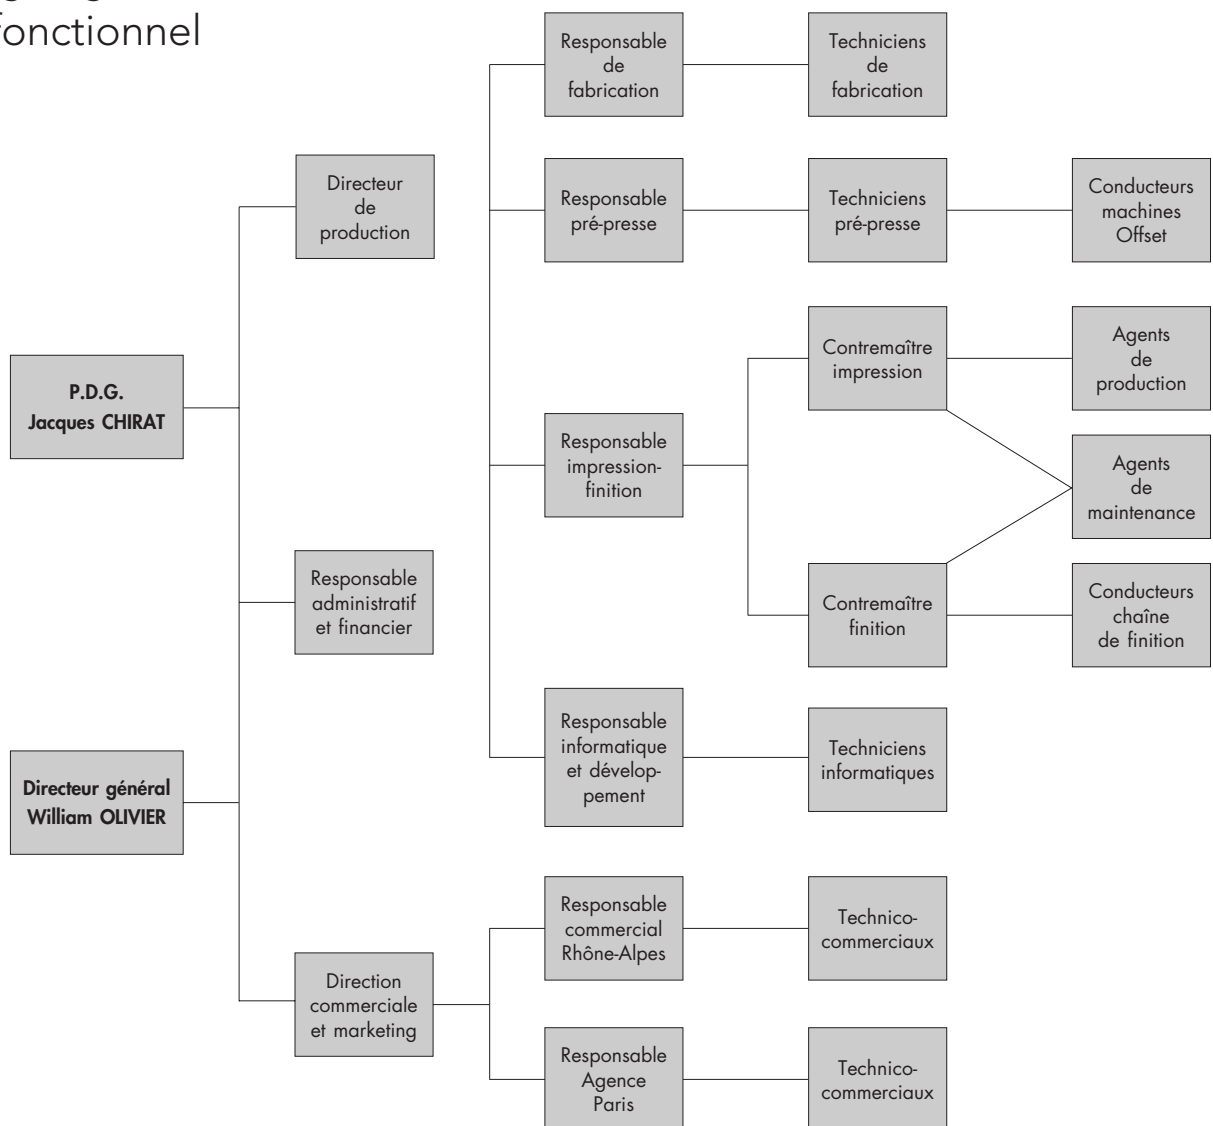 fonctionnel
Responsable
de
fabrication
Techniciens
de
fabrication
Directeur
de
production
Responsable
pré-presse
Techniciens
pré-presse
Conducteurs
machines
Offset
P.D.G.
Jacques CHIRAT
Contremaître
impression
Agents
de
production
Responsable
impression-
finition
Agents
de
maintenance
Responsable
administratif
et financier
Contremaître
finition
Conducteurs
chaîne
de finition
Directeur général
William OLIVIER
Responsable
informatique
et dévelop-
pement
Techniciens
informatiques
Responsable
commercial
Rhône-Alpes
Technico-
commerciaux
Direction
commerciale
et marketing
Responsable
Agence
Paris
Technico-
commerciaux